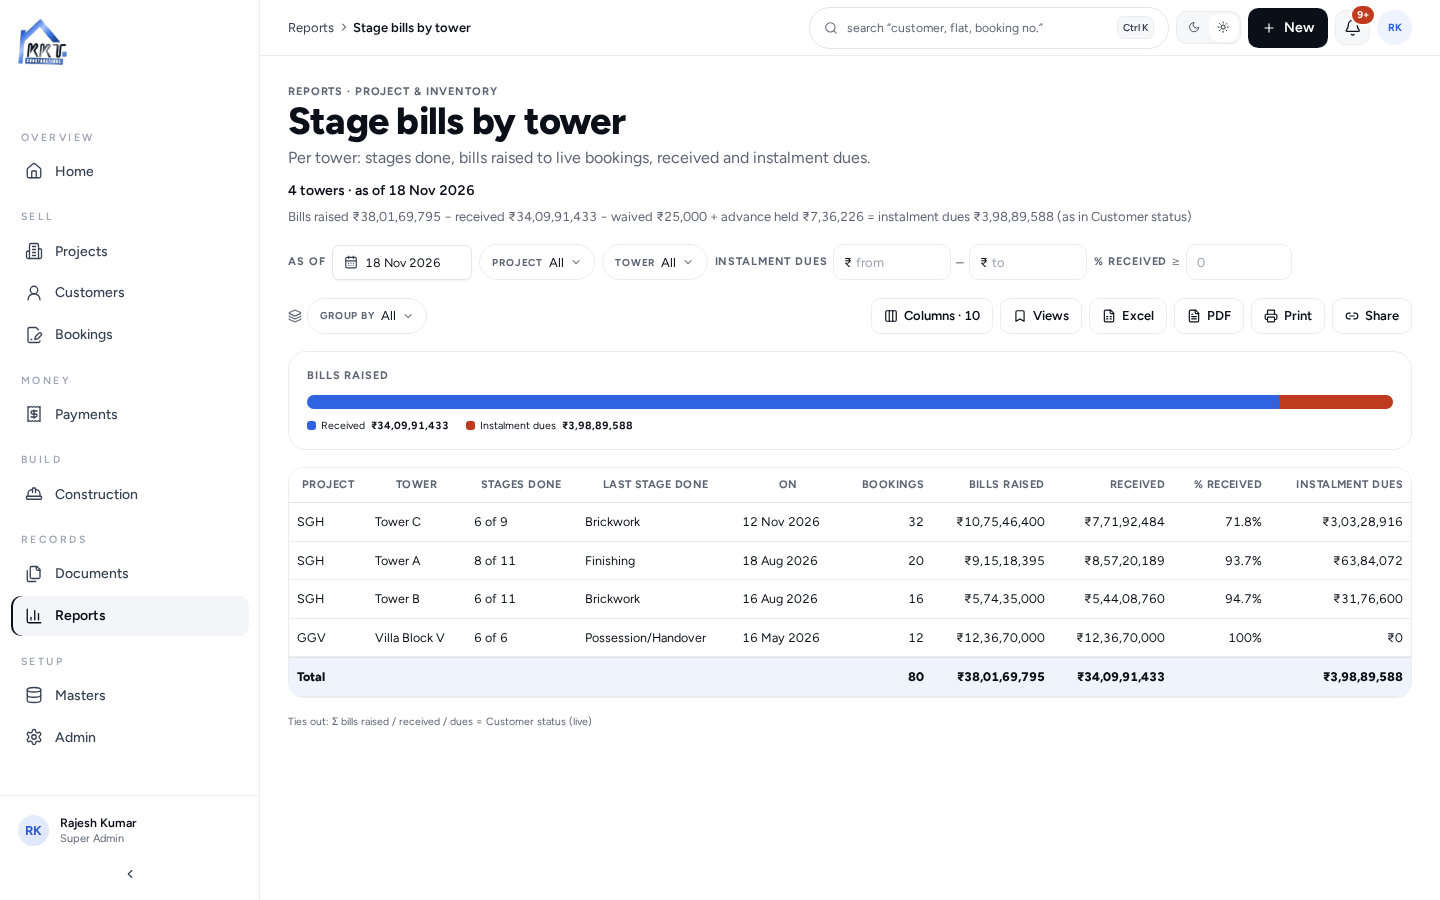 RKT
CONSTRUCTIONS
OVERVIEW
Home
SELL
Projects
Customers
Bookings
MONEY
Payments
BUILD
Construction
RECORDS
Documents
Reports
SETUP
Masters
Admin
RK
Rajesh Kumar
Super Admin
Reports > Stage bills by tower
search “customer, flat, booking no.”
Ctrl K
New
9+
RK
REPORTS · PROJECT & INVENTORY
Stage bills by tower
Per tower: stages done, bills raised to live bookings, received and instalment dues.
4 towers · as of 18 Nov 2026
Bills raised ₹38,01,69,795 − received ₹34,09,91,433 − waived ₹25,000 + advance held ₹7,36,226 = instalment dues ₹3,98,89,588 (as in Customer status)
AS OF 18 Nov 2026 PROJECT All TOWER All INSTALMENT DUES ₹ from – ₹ to % RECEIVED ≥ 0
GROUP BY All Columns · 10 Views Excel PDF Print Share
BILLS RAISED
Received ₹34,09,91,433 Instalment dues ₹3,98,89,588
PROJECT TOWER STAGES DONE LAST STAGE DONE ON BOOKINGS BILLS RAISED RECEIVED % RECEIVED INSTALMENT DUES
SGH Tower C 6 of 9 Brickwork 12 Nov 2026 32 ₹10,75,46,400 ₹7,71,92,484 71.8% ₹3,03,28,916
SGH Tower A 8 of 11 Finishing 18 Aug 2026 20 ₹9,15,18,395 ₹8,57,20,189 93.7% ₹63,84,072
SGH Tower B 6 of 11 Brickwork 16 Aug 2026 16 ₹5,74,35,000 ₹5,44,08,760 94.7% ₹31,76,600
GGV Villa Block V 6 of 6 Possession/Handover 16 May 2026 12 ₹12,36,70,000 ₹12,36,70,000 100% ₹0
Total 80 ₹38,01,69,795 ₹34,09,91,433 ₹3,98,89,588
Ties out: Σ bills raised / received / dues = Customer status (live)